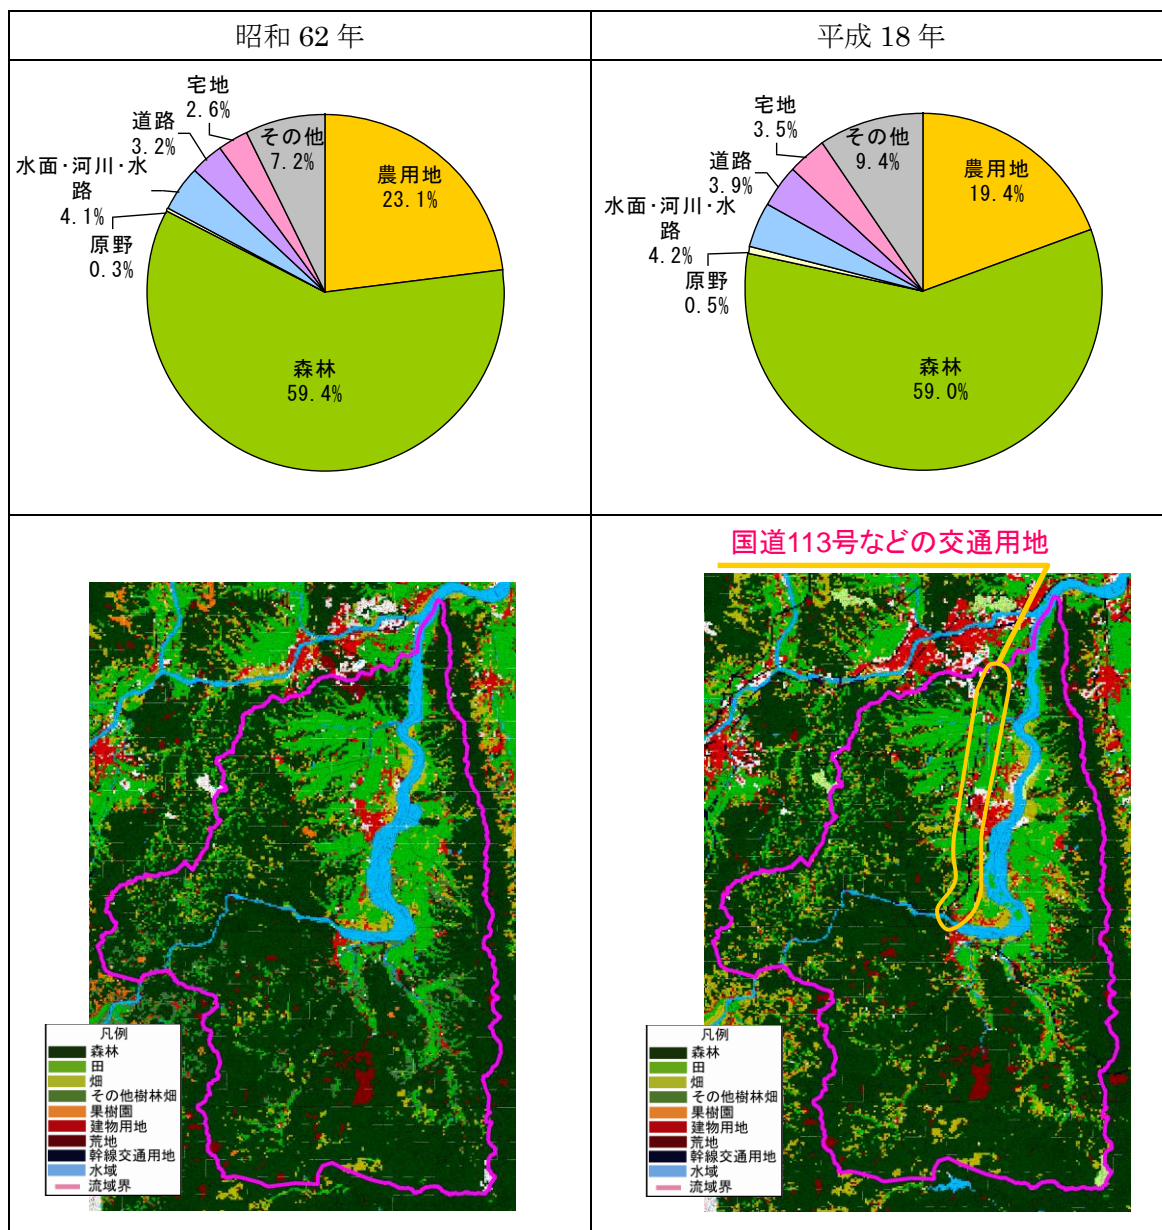 昭和 62 年
平成 18 年
宅地
2.6%
その他
7.2%
道路
3.2%
水面・河川・水
路
4.1%
原野
0.3%
農用地
23.1%
森林
59.4%
宅地
3.5%
その他
9.4%
道路
3.9%
水面・河川・水
路
4.2%
原野
0.5%
農用地
19.4%
森林
59.0%
国道113号などの交通用地
凡例
森林
田
畑
その他樹林畑
果樹園
建物用地
荒地
幹線交通用地
水域
流域界
凡例
森林
田
畑
その他樹林畑
果樹園
建物用地
荒地
幹線交通用地
水域
流域界